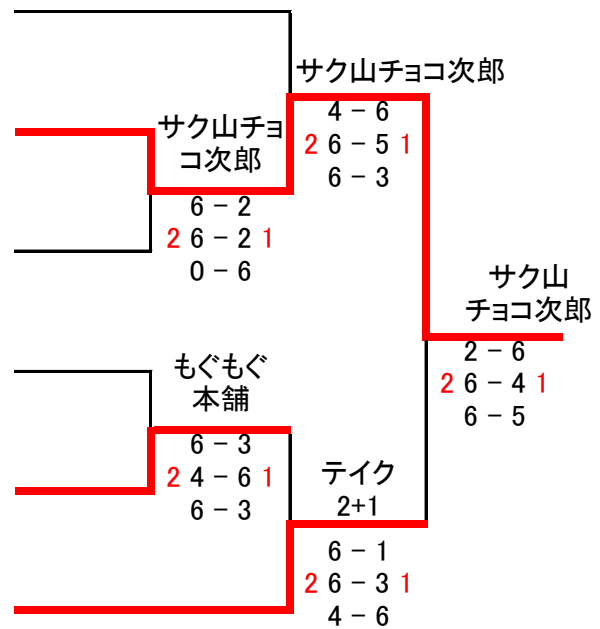 サク山チョコ次郎
4 − 6
2 6 − 5 1
6 − 3
サク山チョ
コ次郎
6 − 2
2 6 − 2 1
0 − 6
サク山
チョコ次郎
2 − 6
2 6 − 4 1
6 − 5
もぐもぐ
本舗
6 − 3
2 4 − 6 1
6 − 3
テイク
2+1
6 − 1
2 6 − 3 1
4 − 6